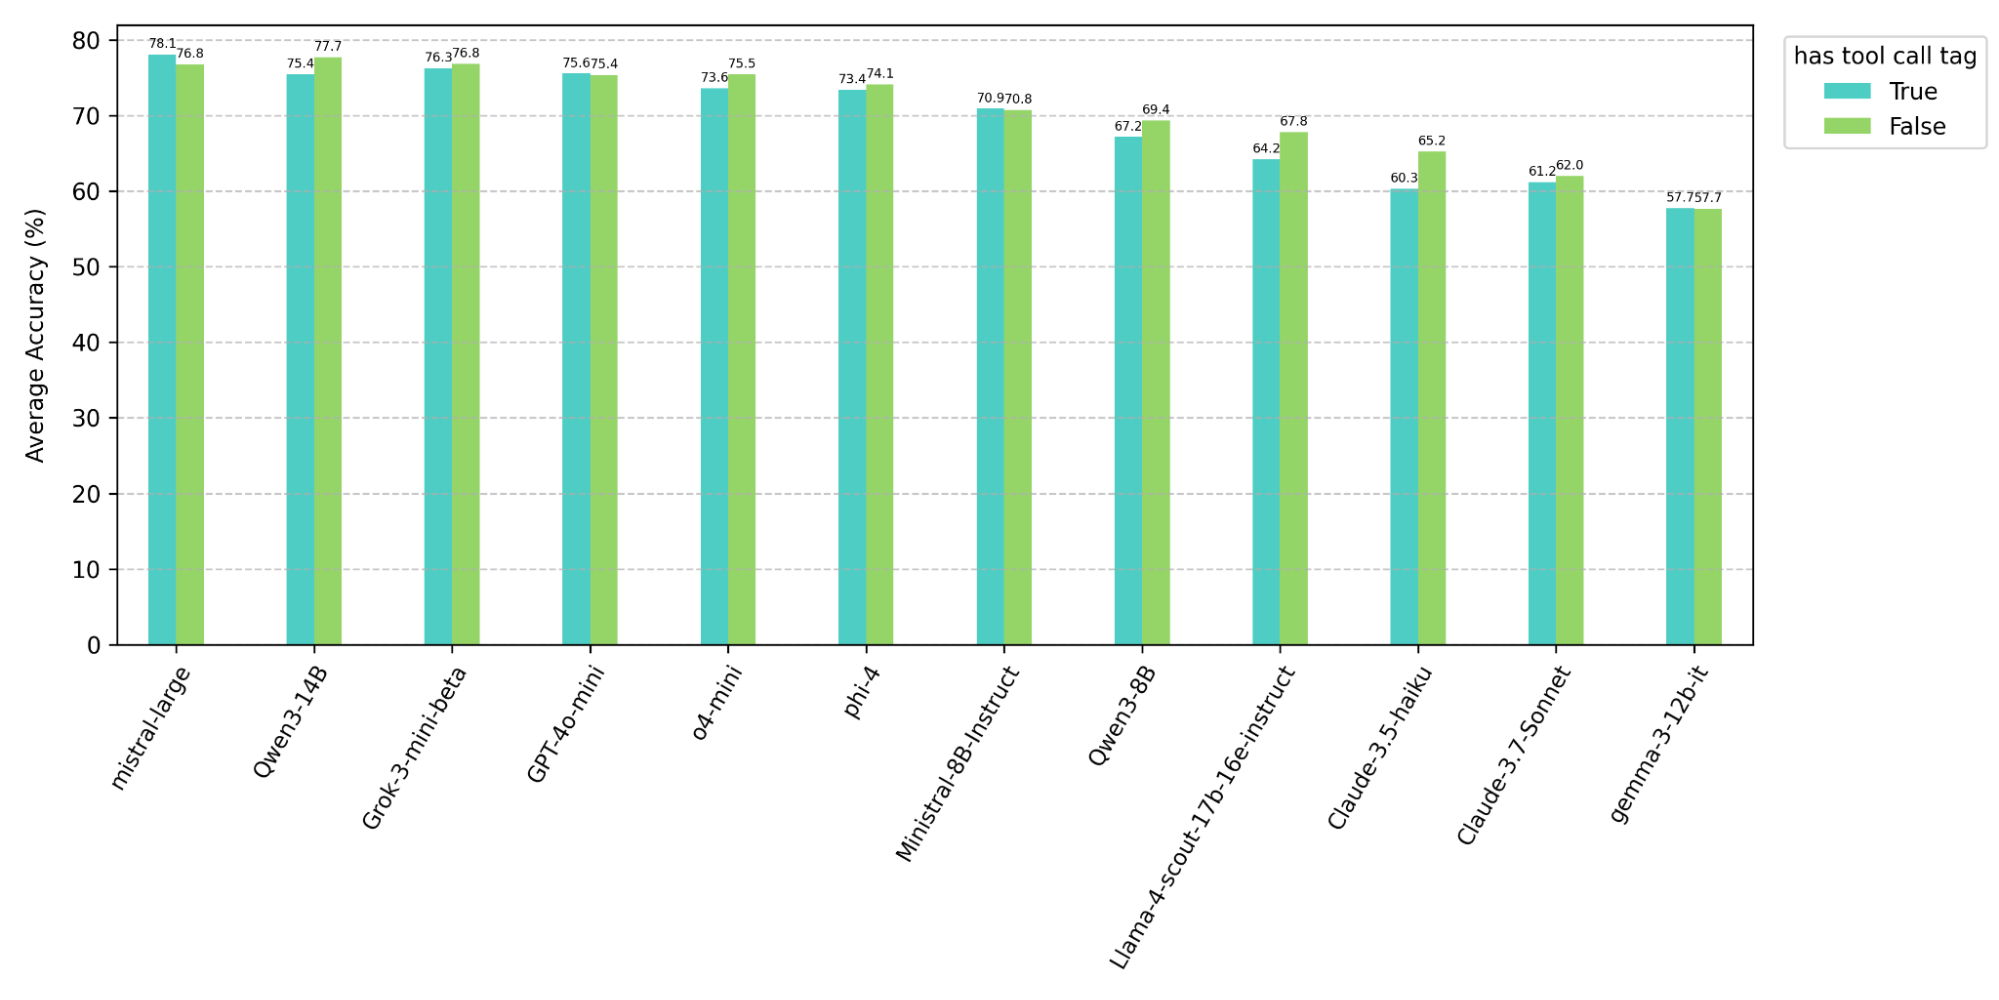 Average Accuracy (%)
80
70
60
50
40
30
20
10
0
78.1
76.8
75.4
77.7
76.3
76.8
75.6
75.4
73.6
75.5
73.4
74.1
70.9
70.8
67.2
69.4
64.2
67.8
60.3
65.2
61.2
62.0
57.7
57.7
mistral-large
Qwen3-14B
Grok-3-mini-beta
GPT-4o-mini
o4-mini
phi-4
Ministral-8B-Instruct
Qwen3-8B
Llama-4-scout-17b-16e-instruct
Claude-3.5-haiku
Claude-3.7-Sonnet
gemma-3-12b-it
has tool call tag
True
False